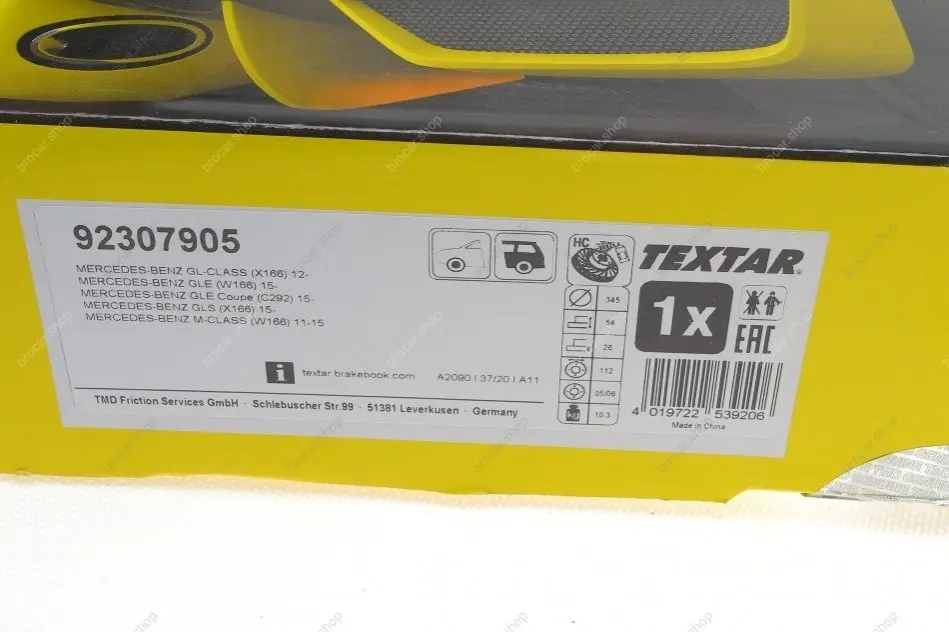 92307905
MERCEDES-BENZ GL-CLASS (X166) 12-
MERCEDES-BENZ GLE (W166) 15-
MERCEDES-BENZ GLE Coupe (C292) 15-
MERCEDES-BENZ GLS (X166) 15-
MERCEDES-BENZ M-CLASS (W166) 11-15
i textar brakebook.com A2090 I 37/20 I A11
TMD Friction Services GmbH · Schlebuscher Str.99 · 51381 Leverkusen · Germany
HC
TEXTAR®
345
54
26
112
05/06
kg 10.3
1x
EAC
4 019722 539206
Made in China
brocar.shop